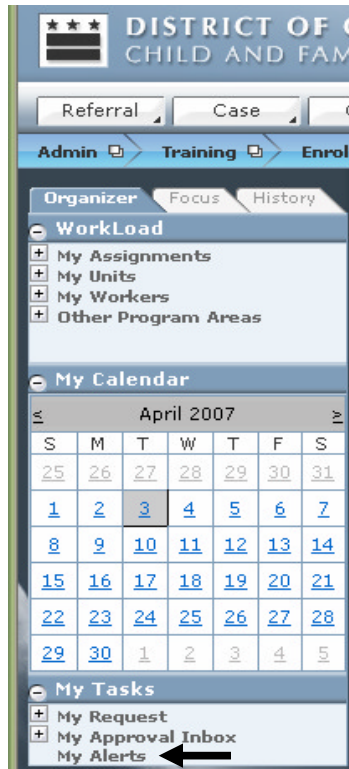 DISTRICT OF
CHILD AND FAM
Referral Case
Admin Training Enrol
Organizer Focus History
WorkLoad
My Assignments
My Units
My Workers
Other Program Areas
My Calendar
< April 2007 >
S M T W T F S
25 26 27 28 29 30 31
1 2 3 4 5 6 7
8 9 10 11 12 13 14
15 16 17 18 19 20 21
22 23 24 25 26 27 28
29 30 1 2 3 4 5
My Tasks
My Request
My Approval Inbox
My Alerts